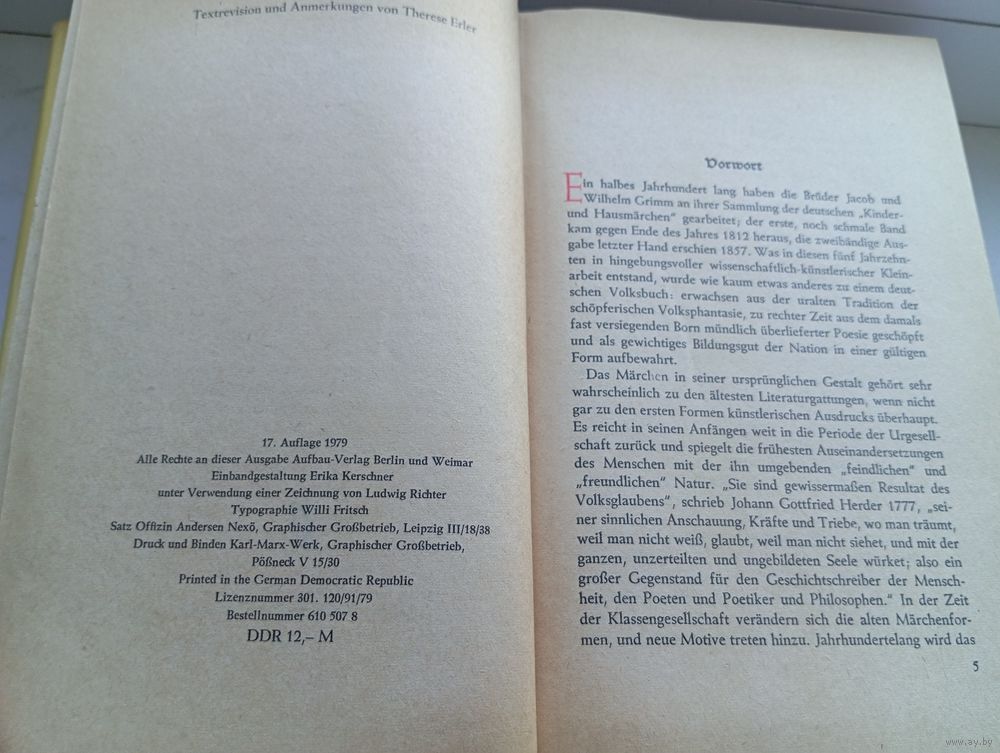 Textrevision und Anmerkungen von Therese Erler
17. Auflage 1979
Alle Rechte an dieser Ausgabe Aufbau-Verlag Berlin und Weimar
Einbandgestaltung Erika Kerschner
unter Verwendung einer Zeichnung von Ludwig Richter
Typographie Willi Fritsch
Satz Offizin Andersen Nexö, Graphischer Großbetrieb, Leipzig III/18/38
Druck und Binden Karl-Marx-Werk, Graphischer Großbetrieb,
Pößneck V 15/30
Printed in the German Democratic Republic
Lizenznummer 301. 120/91/79
Bestellnummer 610 507 8
DDR 12,– M
Vorwort
Ein halbes Jahrhundert lang haben die Brüder Jacob und
Wilhelm Grimm an ihrer Sammlung der deutschen „Kinder-
und Hausmärchen“ gearbeitet; der erste, noch schmale Band
kam gegen Ende des Jahres 1812 heraus, die zweibändige Aus-
gabe letzter Hand erschien 1857. Was in diesen fünf Jahrzehn-
ten in hingebungsvoller wissenschaftlich-künstlerischer Klein-
arbeit entstand, wurde wie kaum etwas anderes zu einem deut-
schen Volksbuch: erwachsen aus der uralten Tradition der
schöpferischen Volksphantasie, zu rechter Zeit aus dem damals
fast versiegenden Born mündlich überlieferter Poesie geschöpft
und als gewichtiges Bildungsgut der Nation in einer gültigen
Form aufbewahrt.
Das Märchen in seiner ursprünglichen Gestalt gehört sehr
wahrscheinlich zu den ältesten Literaturgattungen, wenn nicht
gar zu den ersten Formen künstlerischen Ausdrucks überhaupt.
Es reicht in seinen Anfängen weit in die Periode der Urgesell-
schaft zurück und spiegelt die frühesten Auseinandersetzungen
des Menschen mit der ihn umgebenden „feindlichen“ und
„freundlichen“ Natur. „Sie sind gewissermaßen Resultat des
Volksglaubens“, schrieb Johann Gottfried Herder 1777, „sei-
ner sinnlichen Anschauung, Kräfte und Triebe, wo man träumt,
weil man nicht weiß, glaubt, weil man nicht siehet, und mit der
ganzen, unzerteilten und ungebildeten Seele würket; also ein
großer Gegenstand für den Geschichtschreiber der Mensch-
heit, den Poeten und Poetiker und Philosophen.“ In der Zeit
der Klassengesellschaft verändern sich die alten Märchenfor-
men, und neue Motive treten hinzu. Jahrhundertelang wird das
5
www.ay.by